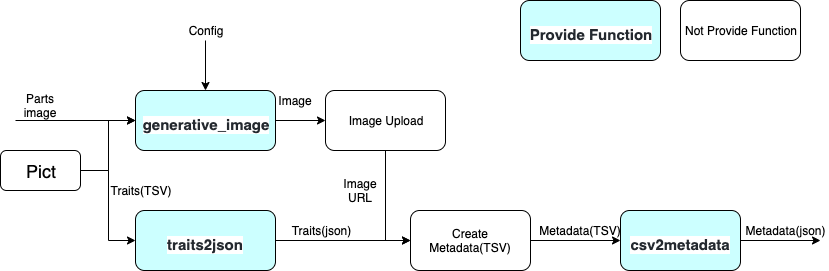 Config
Provide Function
Not Provide Function
Parts
image
generative_image
Image
Image Upload
Pict
Traits(TSV)
Image
URL
traits2json
Traits(json)
Create
Metadata(TSV)
Metadata(TSV)
csv2metadata
Metadata(json)